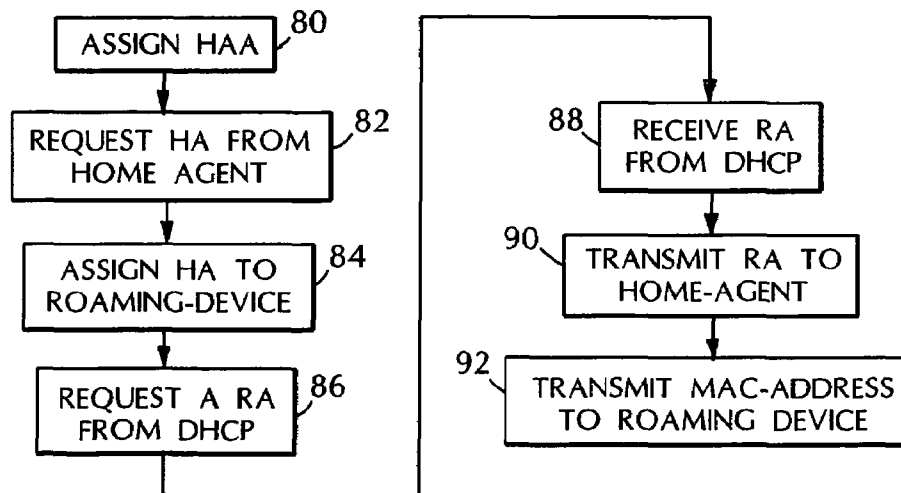 ASSIGN HAA
80
REQUEST HA FROM
HOME AGENT
82
ASSIGN HA TO
ROAMING-DEVICE
84
REQUEST A RA
FROM DHCP
86
88
RECEIVE RA
FROM DHCP
90
TRANSMIT RA TO
HOME-AGENT
92
TRANSMIT MAC-ADDRESS
TO ROAMING DEVICE